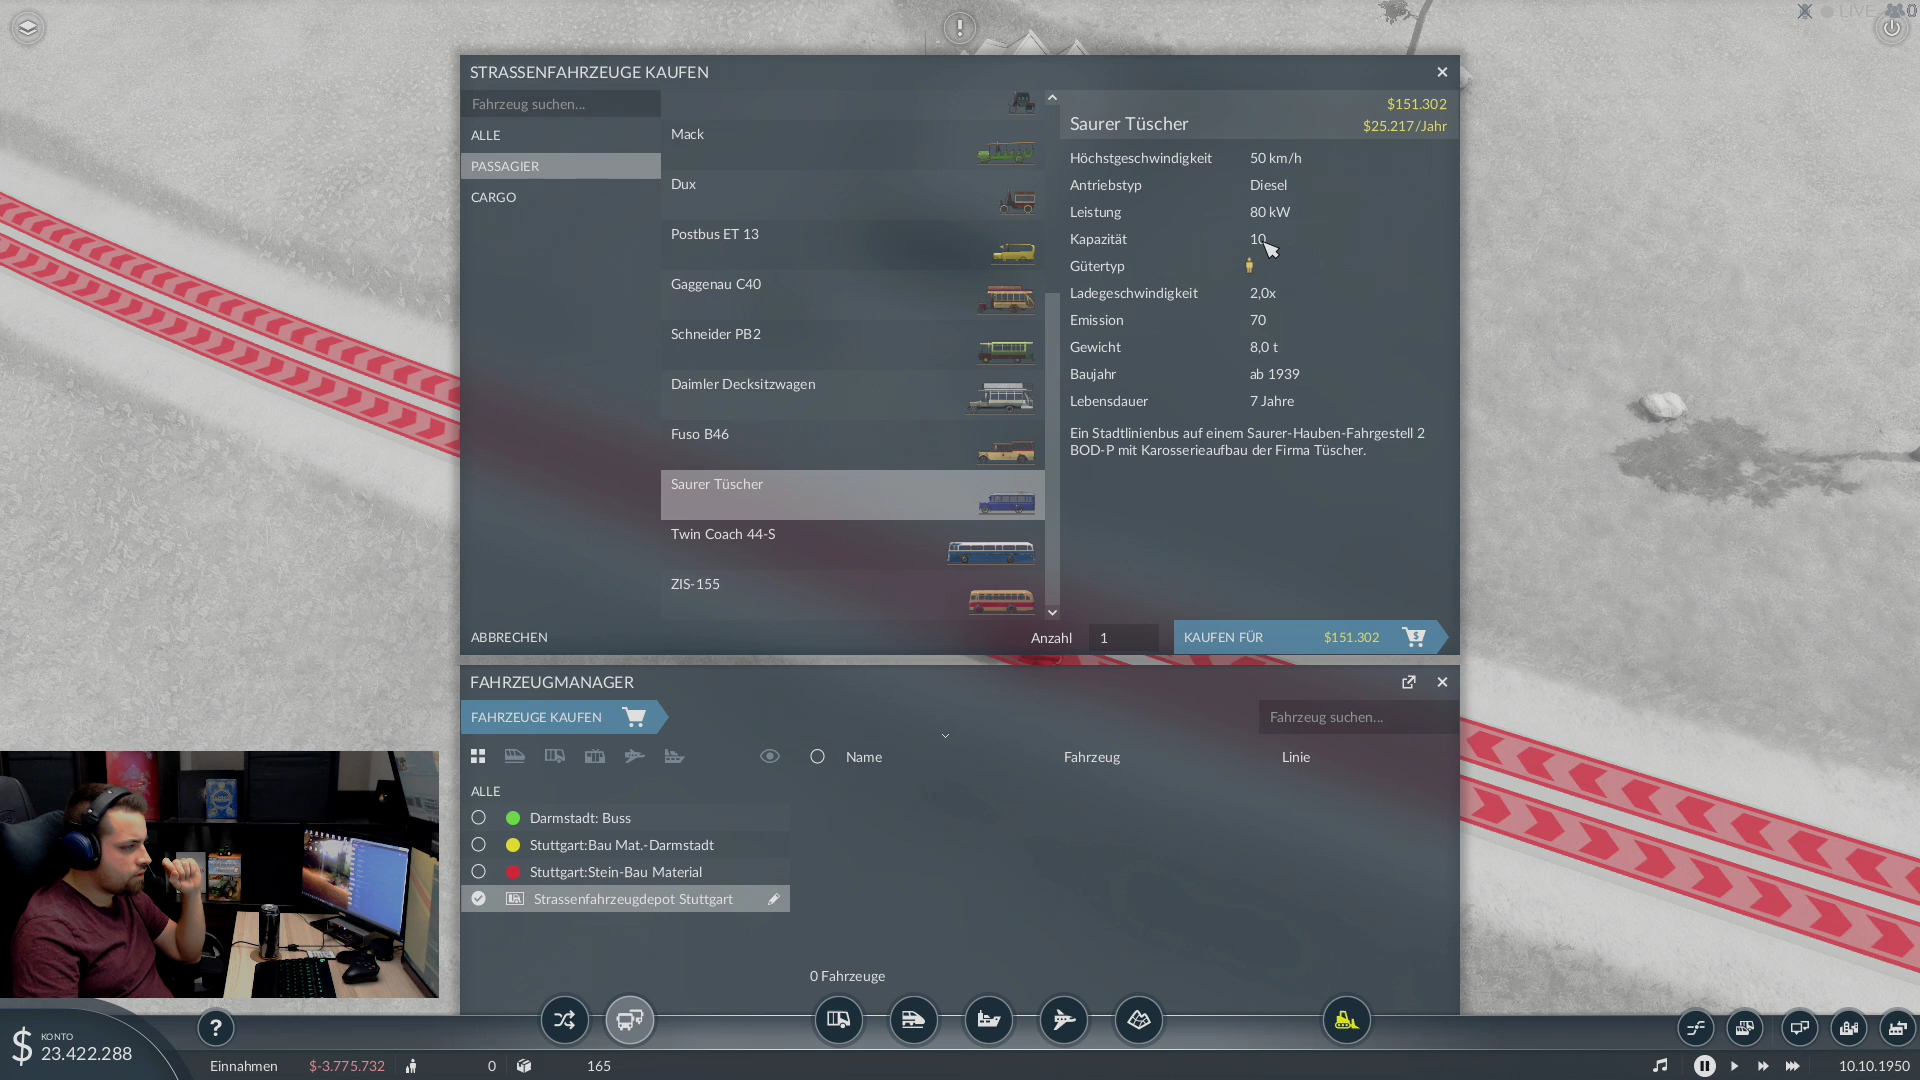 LIVE 0
STRASSENFAHRZEUGE KAUFEN
Fahrzeug suchen...
ALLE
PASSAGIER
CARGO
Mack
Dux
Postbus ET 13
Gaggenau C40
Schneider PB2
Daimler Decksitzwagen
Fuso B46
Saurer Tüscher
Twin Coach 44-S
ZIS-155
$151.302
Saurer Tüscher
$25.217/Jahr
Höchstgeschwindigkeit 50 km/h
Antriebstyp Diesel
Leistung 80 kW
Kapazität 10
Gütertyp
Ladegeschwindigkeit 2,0x
Emission 70
Gewicht 8,0 t
Baujahr ab 1939
Lebensdauer 7 Jahre
Ein Stadtlinienbus auf einem Saurer-Hauben-Fahrgestell 2
BOD-P mit Karosserieaufbau der Firma Tüscher.
ABBRECHEN
Anzahl 1
KAUFEN FÜR $151.302
FAHRZEUGMANAGER
FAHRZEUGE KAUFEN
Fahrzeug suchen...
Name Fahrzeug Linie
ALLE
Darmstadt: Buss
Stuttgart:Bau Mat.-Darmstadt
Stuttgart:Stein-Bau Material
Strassenfahrzeugdepot Stuttgart
0 Fahrzeuge
?
$ KONTO
23.422.288
Einnahmen $-3.775.732 0 165
10.10.1950